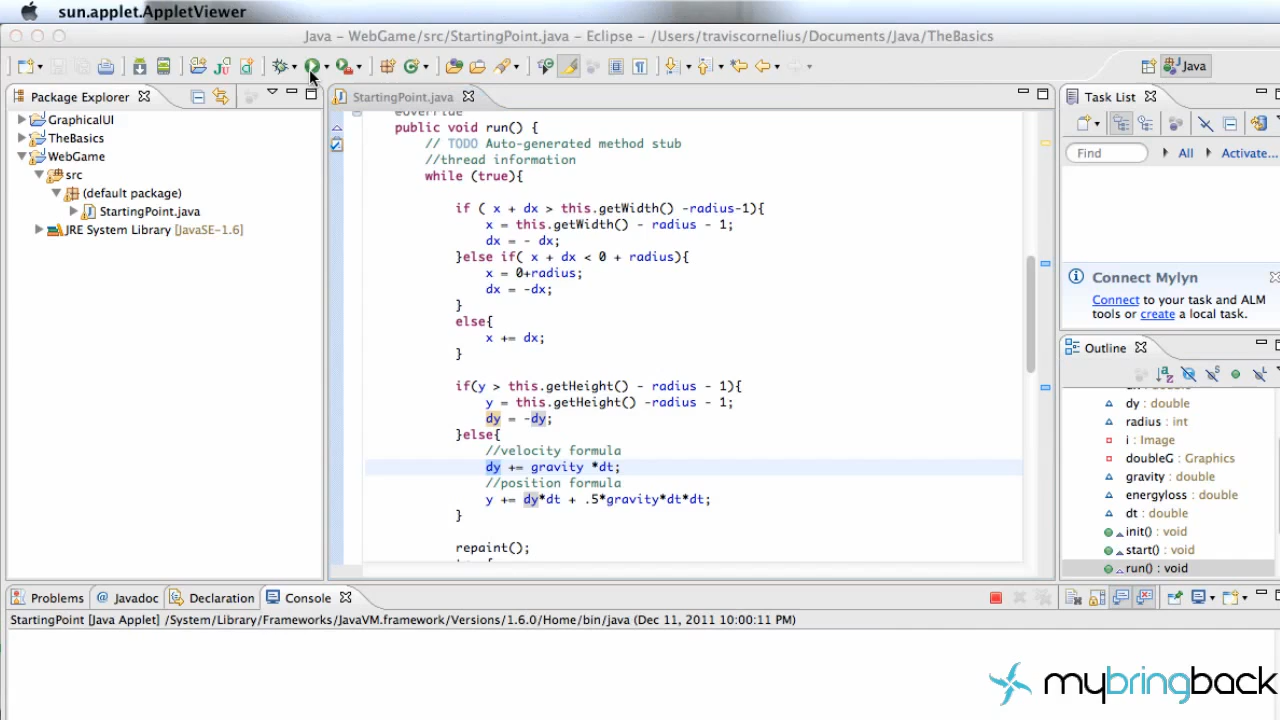 sun.applet.AppletViewer
Java - WebGame/src/StartingPoint.java - Eclipse - /Users/traviscornelius/Documents/Java/TheBasics
Java
Package Explorer
GraphicalUI
TheBasics
WebGame
src
(default package)
StartingPoint.java
JRE System Library [JavaSE-1.6]
StartingPoint.java
@Override
public void run() {
// TODO Auto-generated method stub
//thread information
while (true){
if ( x + dx > this.getWidth() -radius-1){
x = this.getWidth() - radius - 1;
dx = - dx;
}else if( x + dx < 0 + radius){
x = 0+radius;
dx = -dx;
}
else{
x += dx;
}
if(y > this.getHeight() - radius - 1){
y = this.getHeight() -radius - 1;
dy = -dy;
}else{
//velocity formula
dy += gravity *dt;
//position formula
y += dy*dt + .5*gravity*dt*dt;
}
repaint();
Task List
Find
All
Activate...
Connect Mylyn
Connect to your task and ALM
tools or create a local task.
Outline
dy : double
radius : int
i : Image
doubleG : Graphics
gravity : double
energyloss : double
dt : double
init() : void
start() : void
run() : void
Problems
Javadoc
Declaration
Console
StartingPoint [Java Applet] /System/Library/Frameworks/JavaVM.framework/Versions/1.6.0/Home/bin/java (Dec 11, 2011 10:00:11 PM)
mybringback